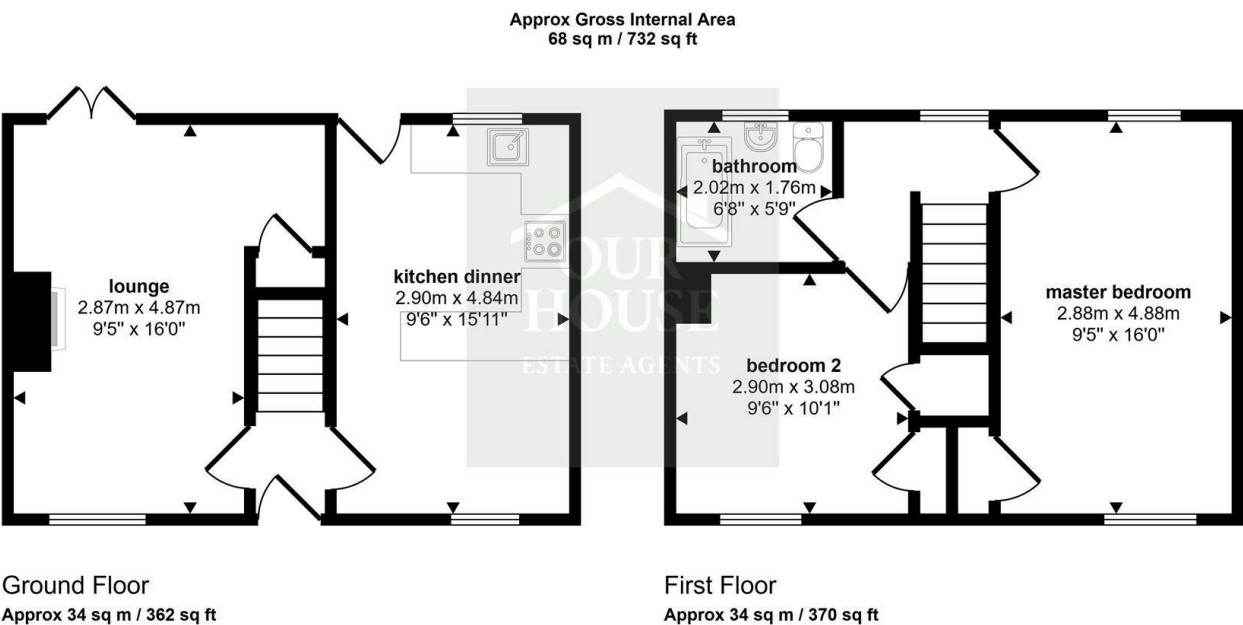 Approx Gross Internal Area
68 sq m / 732 sq ft
lounge
2.87m x 4.87m
9'5" x 16'0"
kitchen dinner
2.90m x 4.84m
9'6" x 15'11"
OUR
HOUSE
ESTATE AGENTS
bathroom
2.02m x 1.76m
6'8" x 5'9"
bedroom 2
2.90m x 3.08m
9'6" x 10'1"
master bedroom
2.88m x 4.88m
9'5" x 16'0"
Ground Floor
Approx 34 sq m / 362 sq ft
First Floor
Approx 34 sq m / 370 sq ft